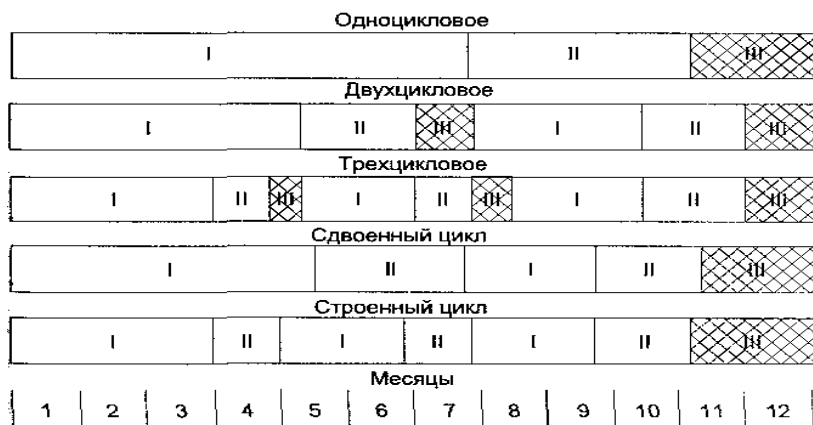 Одноцикловое
I II III
Двухцикловое
I II III I II III
Трехцикловое
I II III I II III I II III
Сдвоенный цикл
I II I II III
Строенный цикл
I II I II I II III
Месяцы
1 2 3 4 5 6 7 8 9 10 11 12